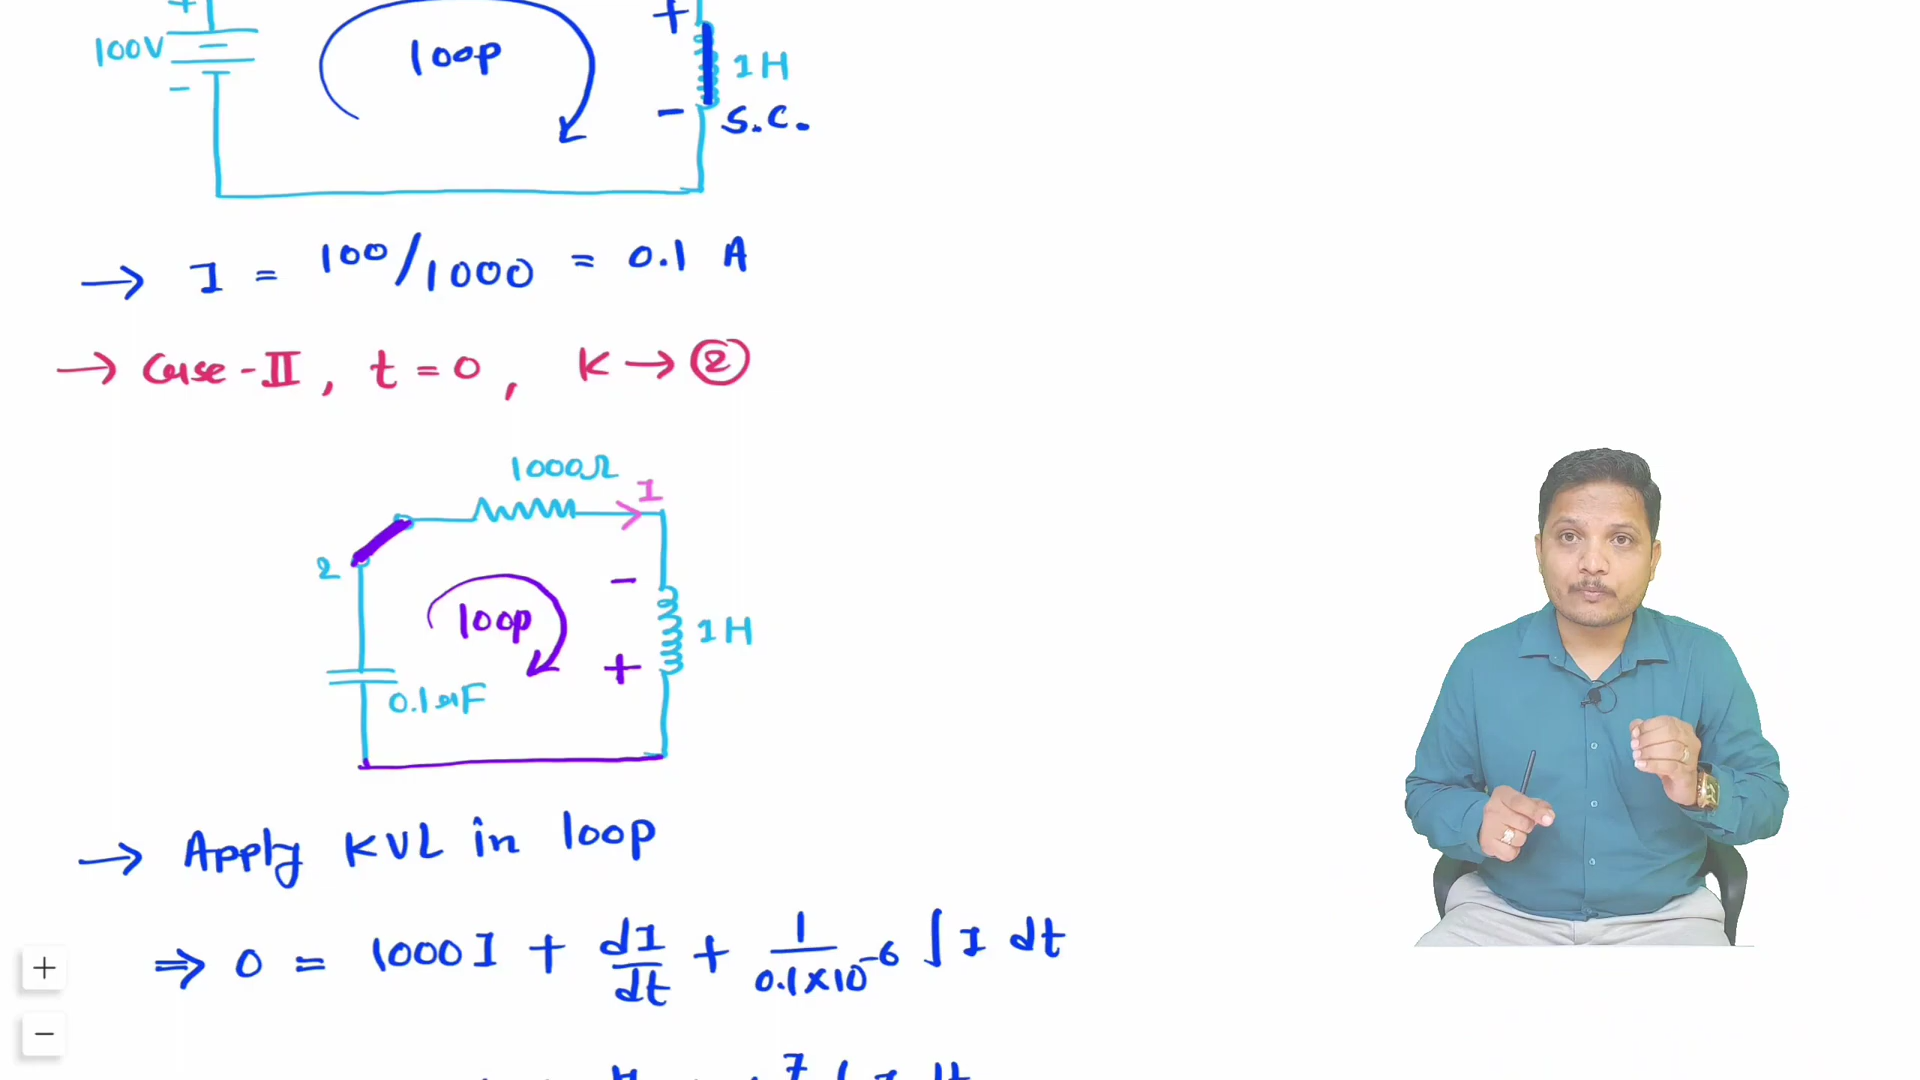 +
100V
-
loop
+
1H
-
S.C.
→ I = 100/1000 = 0.1 A
→ Case-II, t=0, K→②
1000Ω
I
2
loop
-
+
1H
0.1µF
→ Apply KVL in loop
⇒ 0 = 1000I + dI/dt + 1/0.1×10^-6 ∫I dt
+
-